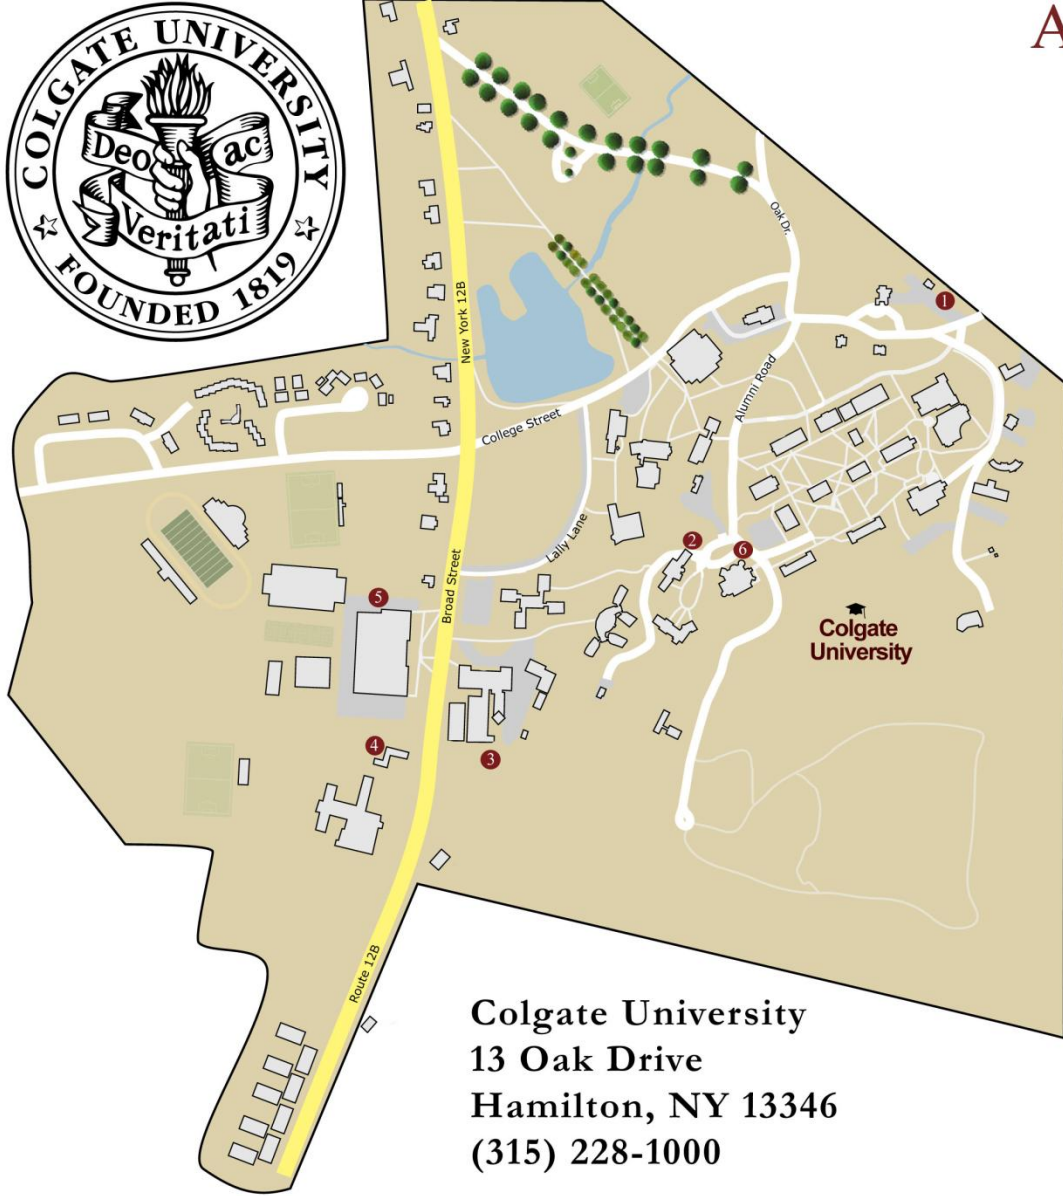 COLGATE UNIVERSITY
Deo ac
Veritati
FOUNDED 1819
A
Oak Dr.
New York 12B
1
Alumni Road
College Street
Lally Lane
2
6
Broad Street
5
Colgate
University
4
3
Route 12B
Colgate University
13 Oak Drive
Hamilton, NY 13346
(315) 228-1000